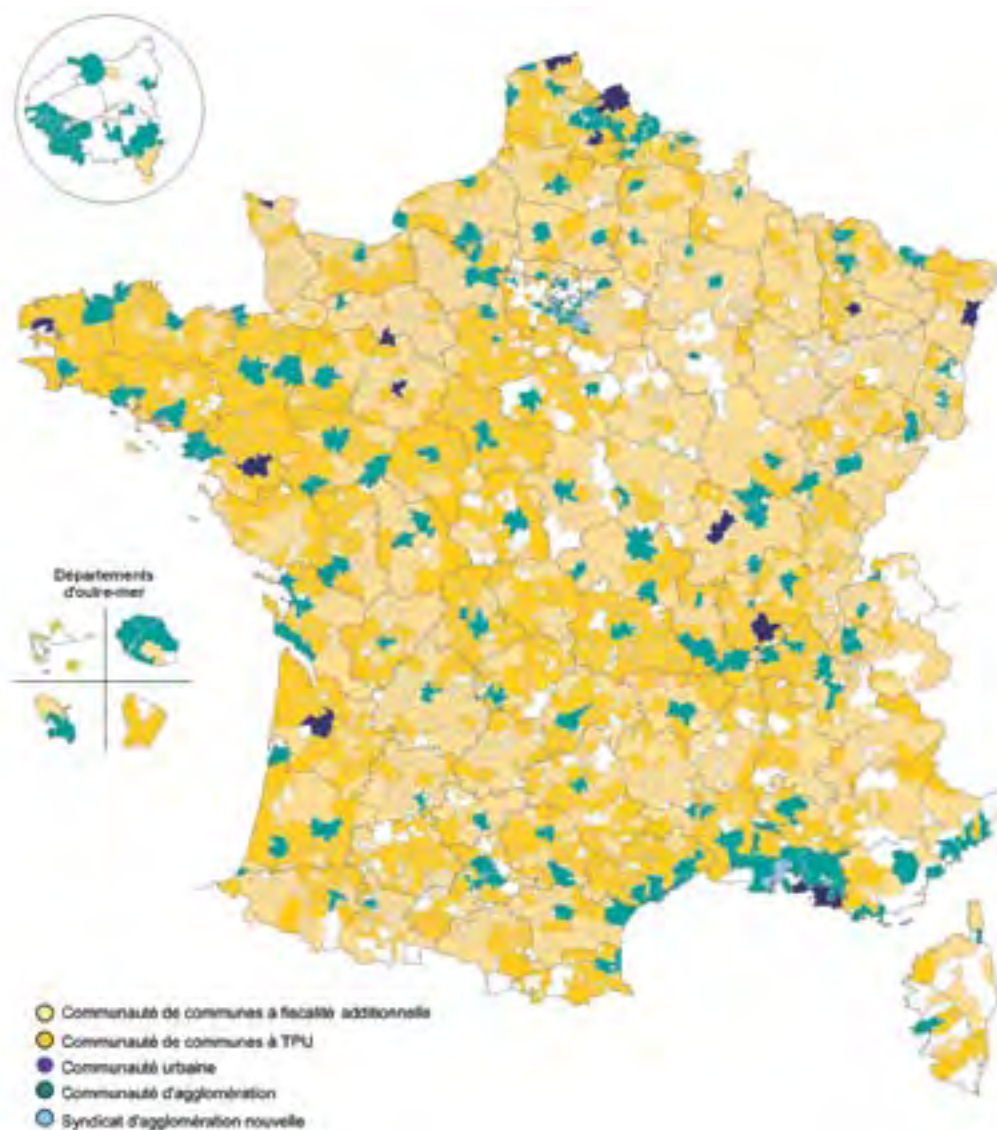 Départements
d'outre-mer
Communauté de communes à fiscalité additionnelle
Communauté de communes à TPU
Communauté urbaine
Communauté d'agglomération
Syndicat d'agglomération nouvelle